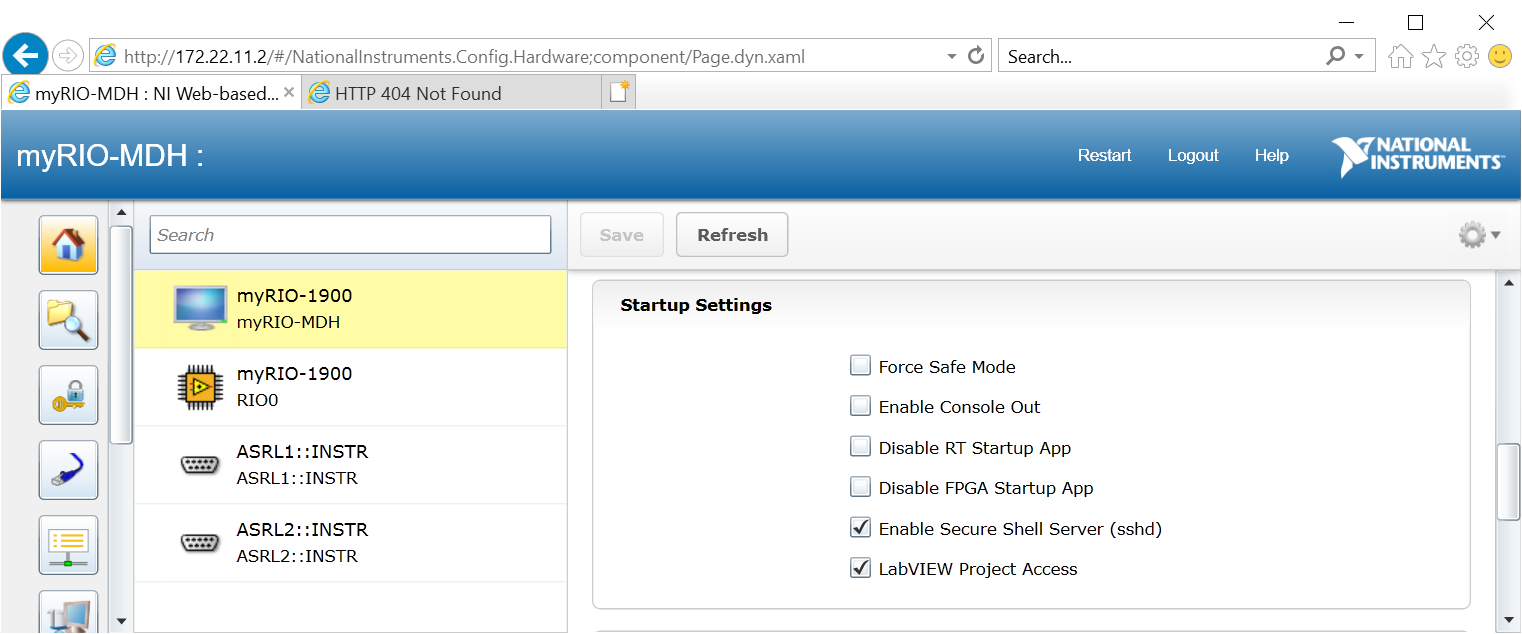 http://172.22.11.2/#/NationalInstruments.Config.Hardware;component/Page.dyn.xaml
Search...
myRIO-MDH : NI Web-based...
HTTP 404 Not Found
myRIO-MDH :
Restart
Logout
Help
NATIONAL
INSTRUMENTS™
Search
Save
Refresh
myRIO-1900
myRIO-MDH
myRIO-1900
RIO0
ASRL1::INSTR
ASRL1::INSTR
ASRL2::INSTR
ASRL2::INSTR
Startup Settings
Force Safe Mode
Enable Console Out
Disable RT Startup App
Disable FPGA Startup App
Enable Secure Shell Server (sshd)
LabVIEW Project Access